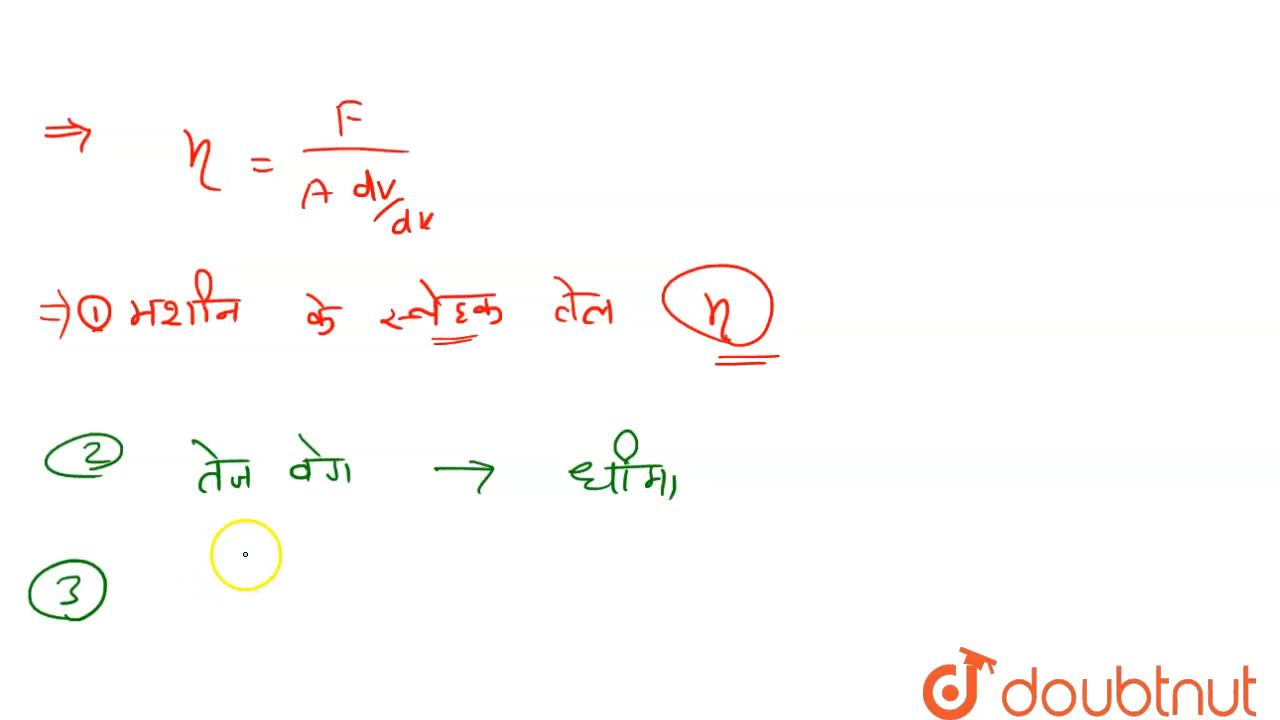 ⇒ η = F / A dv/dx
⇒ ① मशीन के स्नेहक तेल η
② तेज वेग → धीमा
③
doubtnut